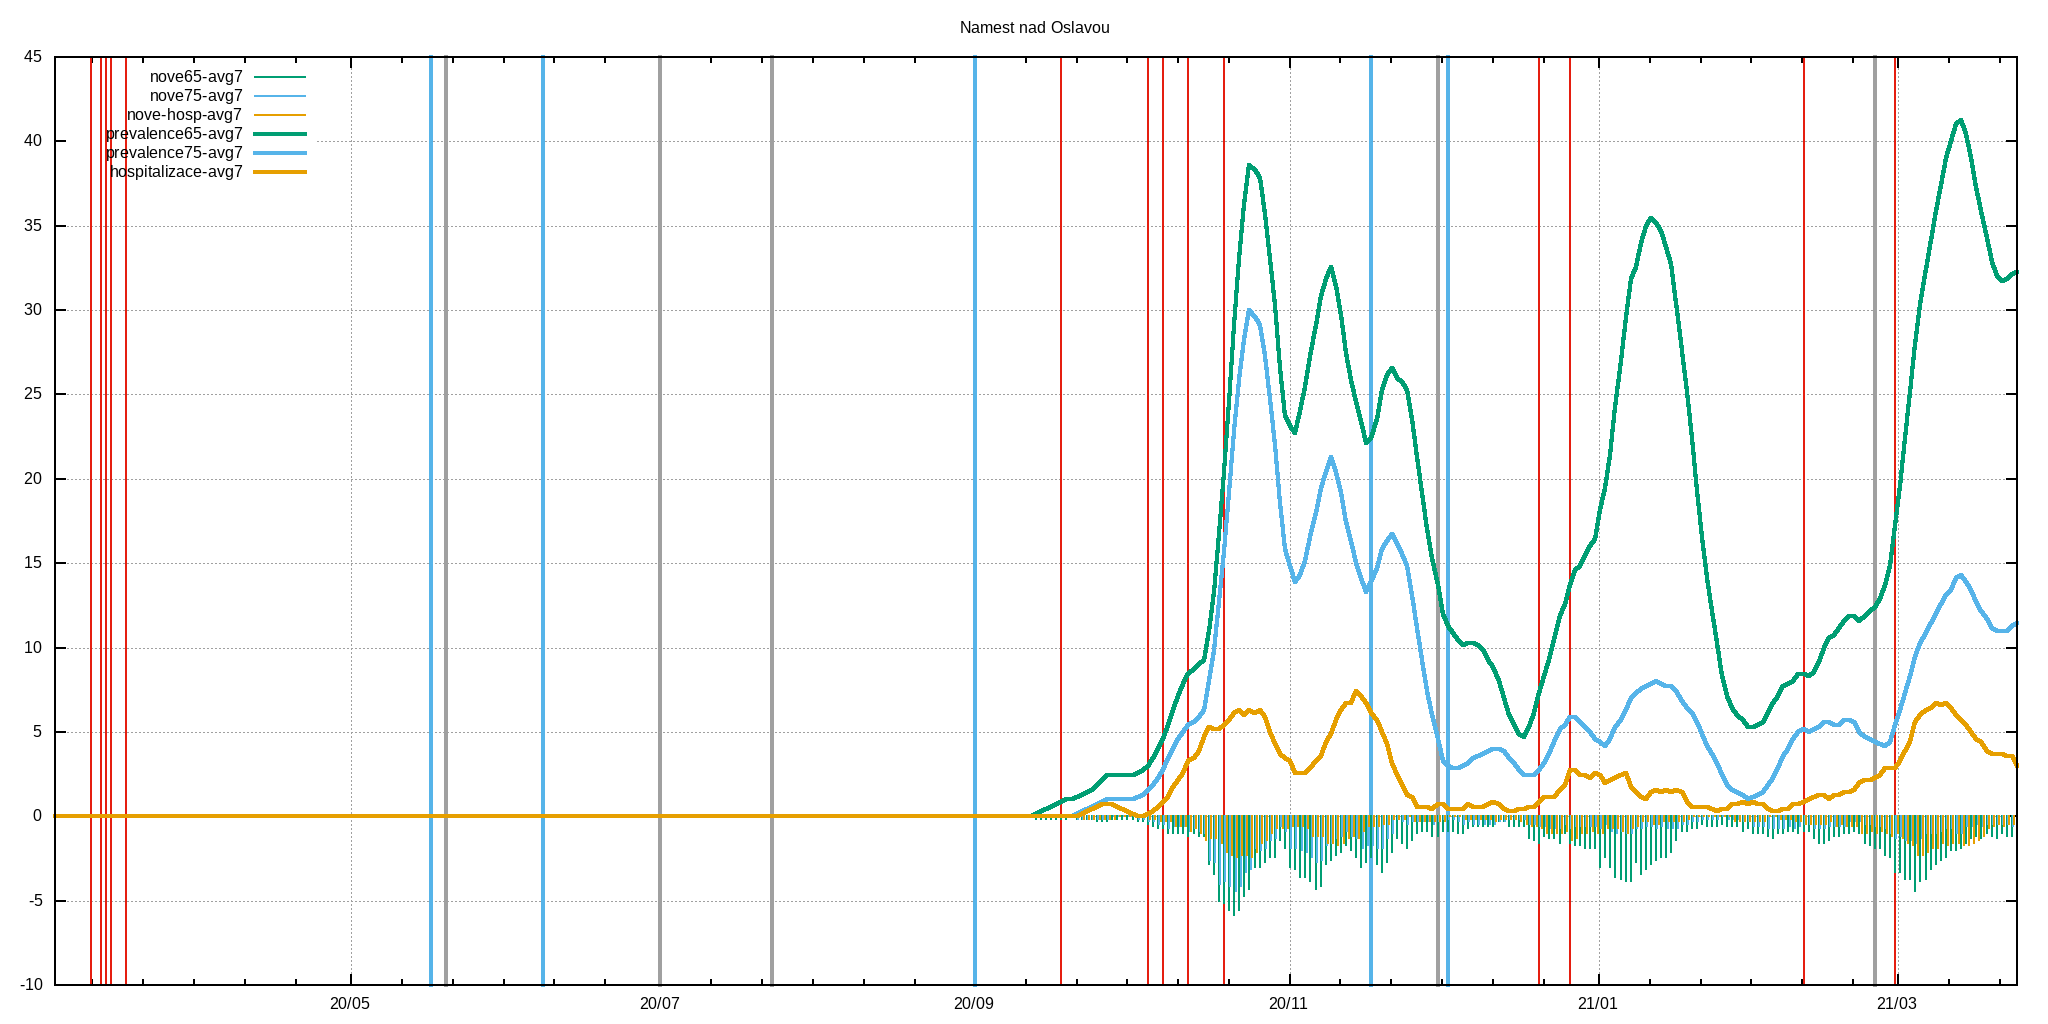 Namest nad Oslavou
45
40
35
30
25
20
15
10
5
0
-5
-10
nove65-avg7
nove75-avg7
nove-hosp-avg7
prevalence65-avg7
prevalence75-avg7
hospitalizace-avg7
20/05 20/07 20/09 20/11 21/01 21/03